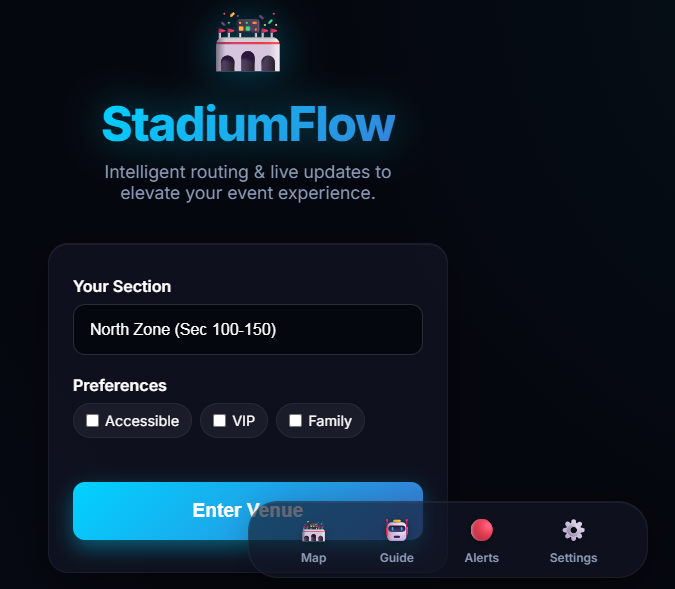 StadiumFlow
Intelligent routing & live updates to
elevate your event experience.
Your Section
North Zone (Sec 100-150)
Preferences
Accessible VIP Family
Enter Venue
Map Guide Alerts Settings